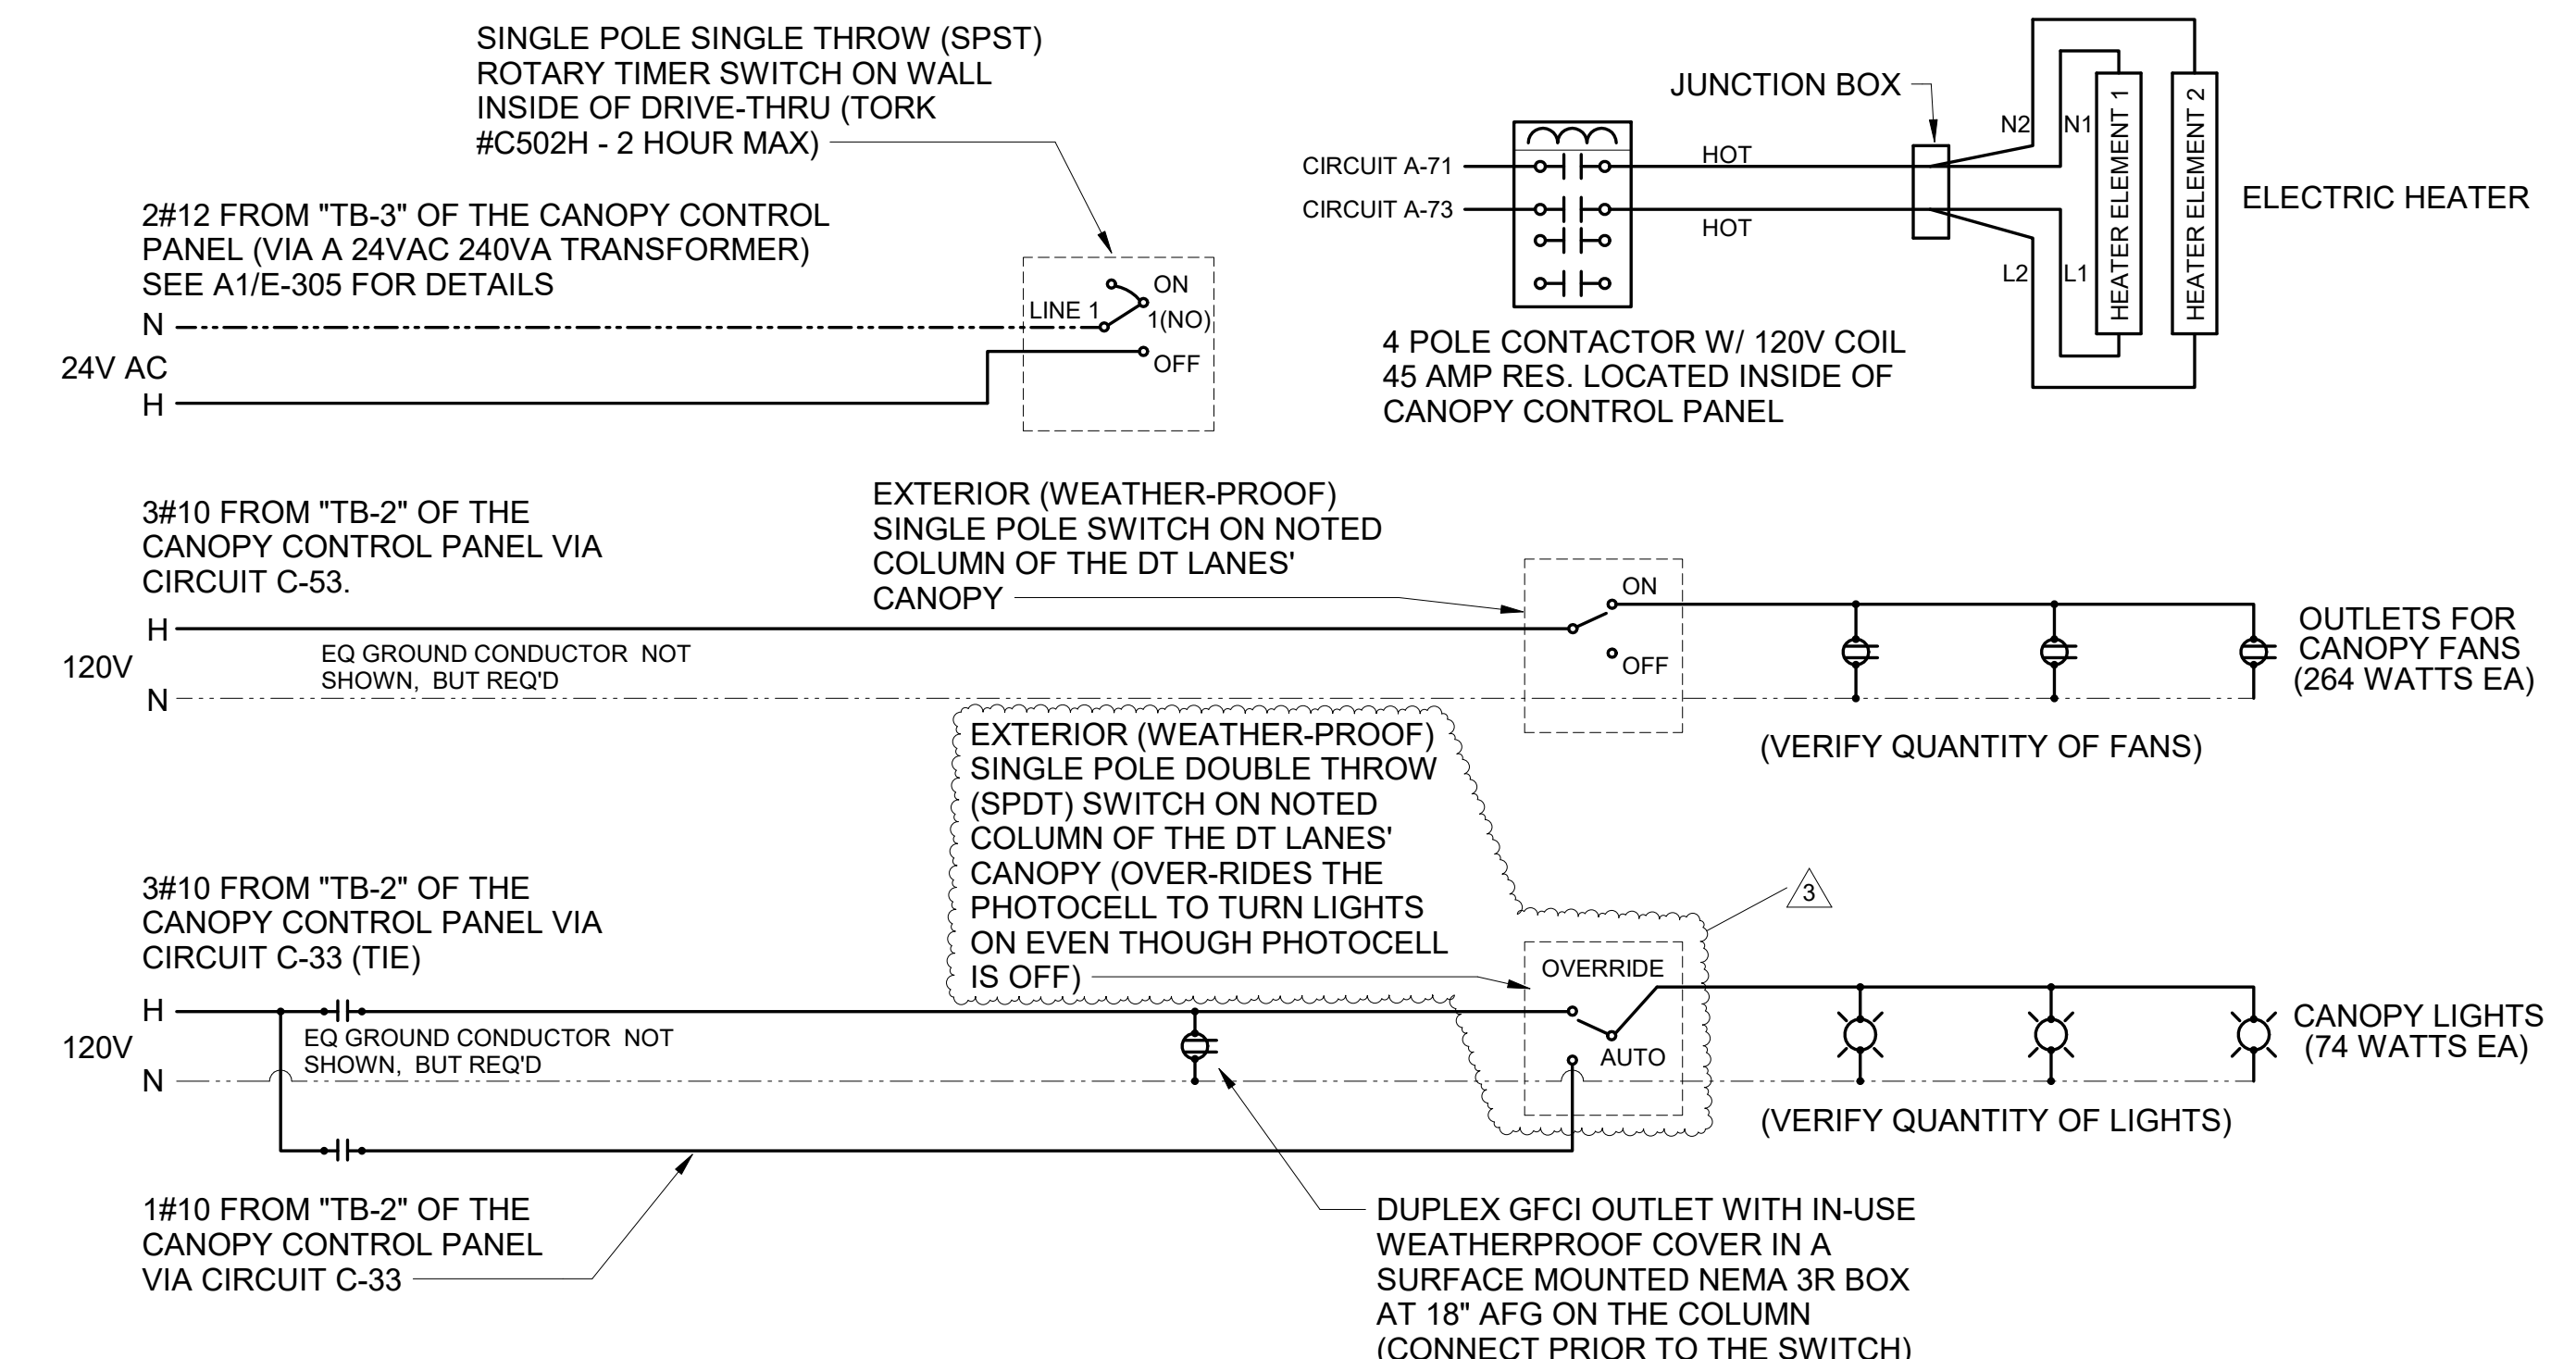 SINGLE POLE SINGLE THROW (SPST)
ROTARY TIMER SWITCH ON WALL
INSIDE OF DRIVE-THRU (TORK
#C502H - 2 HOUR MAX)
2#12 FROM "TB-3" OF THE CANOPY CONTROL
PANEL (VIA A 24VAC 240VA TRANSFORMER)
SEE A1/E-305 FOR DETAILS
N
24V AC
H
LINE 1
ON
1(NO)
OFF
JUNCTION BOX
CIRCUIT A-71
CIRCUIT A-73
HOT
HOT
N2
N1
L2
L1
HEATER ELEMENT 1
HEATER ELEMENT 2
ELECTRIC HEATER
4 POLE CONTACTOR W/ 120V COIL
45 AMP RES. LOCATED INSIDE OF
CANOPY CONTROL PANEL
3#10 FROM "TB-2" OF THE
CANOPY CONTROL PANEL VIA
CIRCUIT C-53.
H
120V
N
EQ GROUND CONDUCTOR NOT
SHOWN, BUT REQ'D
EXTERIOR (WEATHER-PROOF)
SINGLE POLE SWITCH ON NOTED
COLUMN OF THE DT LANES'
CANOPY
ON
OFF
OUTLETS FOR
CANOPY FANS
(264 WATTS EA)
(VERIFY QUANTITY OF FANS)
EXTERIOR (WEATHER-PROOF)
SINGLE POLE DOUBLE THROW
(SPDT) SWITCH ON NOTED
COLUMN OF THE DT LANES'
CANOPY (OVER-RIDES THE
PHOTOCELL TO TURN LIGHTS
ON EVEN THOUGH PHOTOCELL
IS OFF)
3
3#10 FROM "TB-2" OF THE
CANOPY CONTROL PANEL VIA
CIRCUIT C-33 (TIE)
H
120V
N
EQ GROUND CONDUCTOR NOT
SHOWN, BUT REQ'D
OVERRIDE
AUTO
CANOPY LIGHTS
(74 WATTS EA)
(VERIFY QUANTITY OF LIGHTS)
1#10 FROM "TB-2" OF THE
CANOPY CONTROL PANEL
VIA CIRCUIT C-33
DUPLEX GFCI OUTLET WITH IN-USE
WEATHERPROOF COVER IN A
SURFACE MOUNTED NEMA 3R BOX
AT 18" AFG ON THE COLUMN
(CONNECT PRIOR TO THE SWITCH)